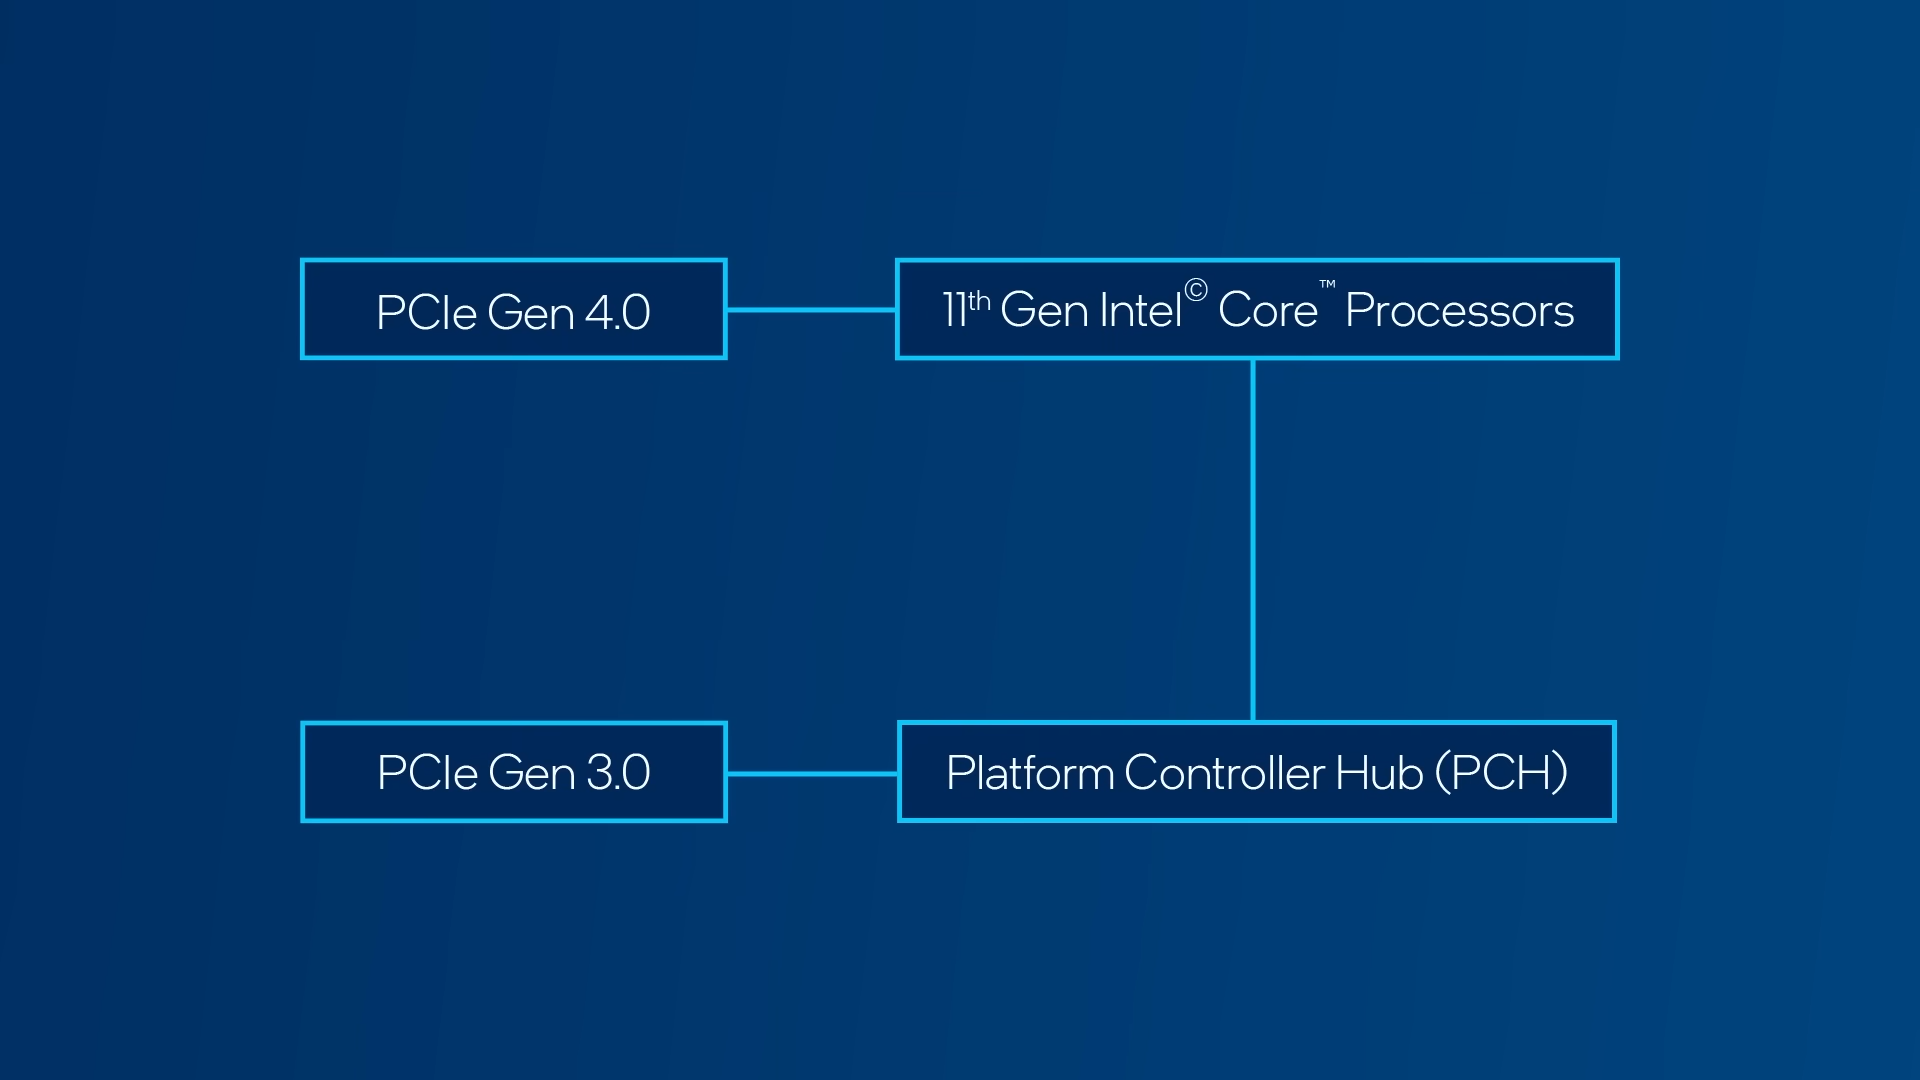 PCIe Gen 4.0
11th Gen Intel© Core™ Processors
PCIe Gen 3.0
Platform Controller Hub (PCH)